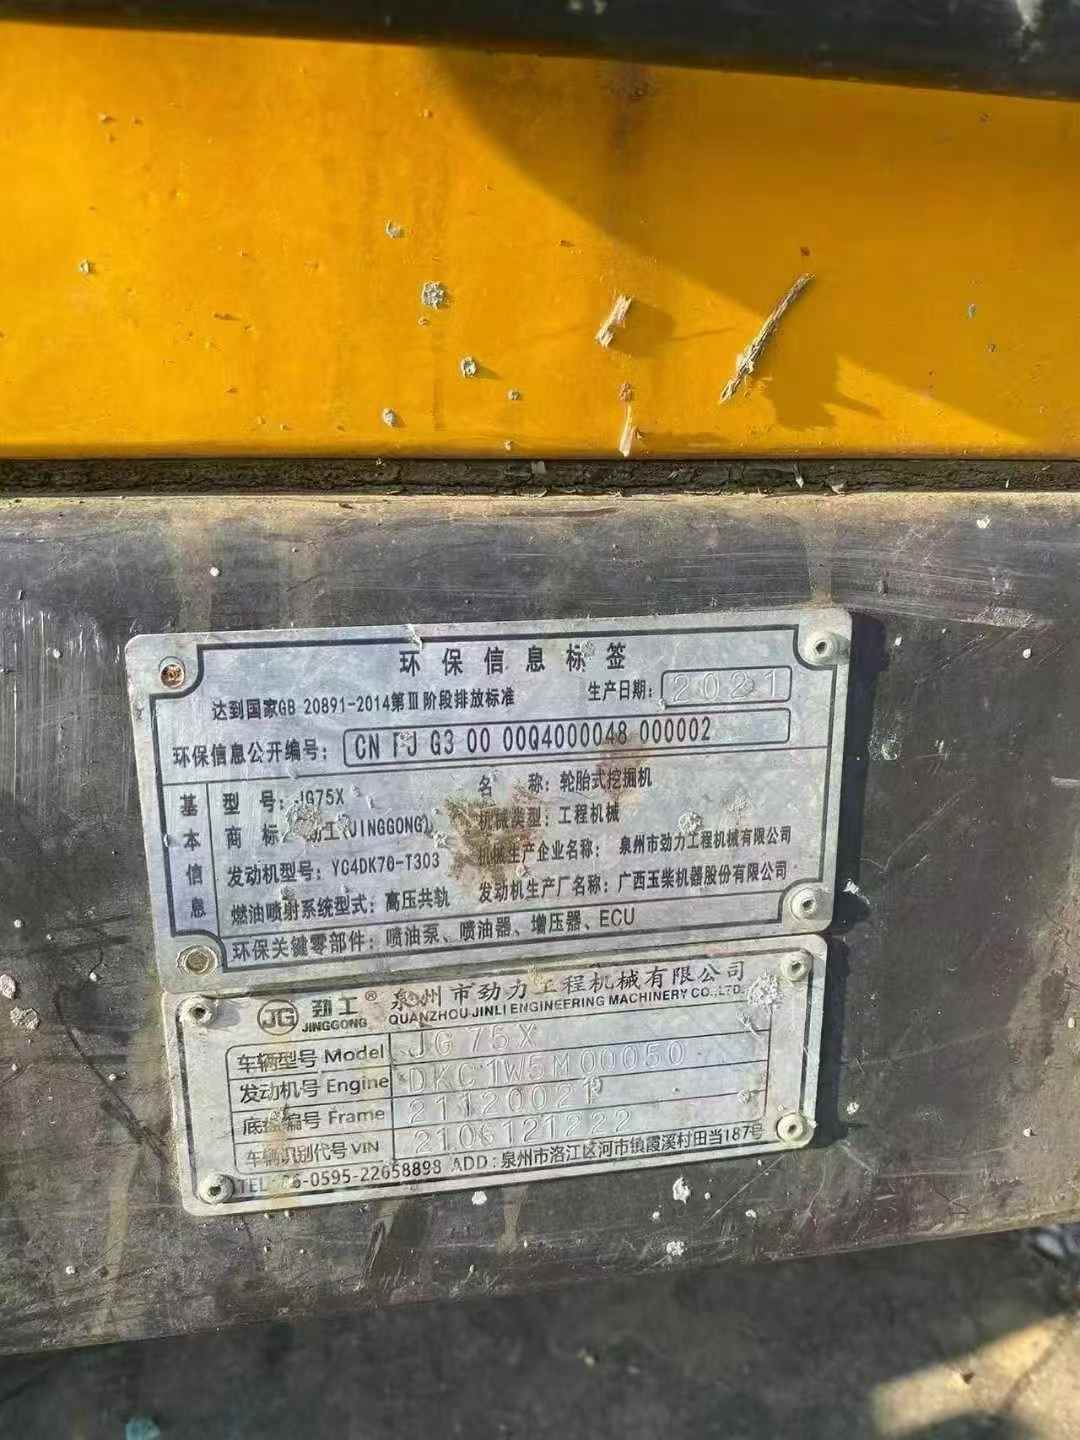 环保信息标签
达到国家GB 20891-2014第Ⅲ阶段排放标准 生产日期: 2021
环保信息公开编号: CN FJ G3 00 00Q4000048 000002
基本信息
型 号: JG75X 名 称: 轮胎式挖掘机
商 标: 劲工(JINGGONG) 机械类型: 工程机械
机械生产企业名称: 泉州市劲力工程机械有限公司
发动机型号: YC4DK70-T303
燃油喷射系统型式: 高压共轨 发动机生产厂名称: 广西玉柴机器股份有限公司
环保关键零部件: 喷油泵、喷油器、增压器、ECU
JG 劲工® 泉州市劲力工程机械有限公司
JINGGONG QUANZHOU JINLI ENGINEERING MACHINERY CO.,LTD.
车辆型号 Model JG 75X
发动机号 Engine DKC1W5M00050
底盘编号 Frame 21120021
车辆识别代号 VIN 2106121222
TEL: 86-0595-22658898 ADD: 泉州市洛江区河市镇霞溪村田当187号